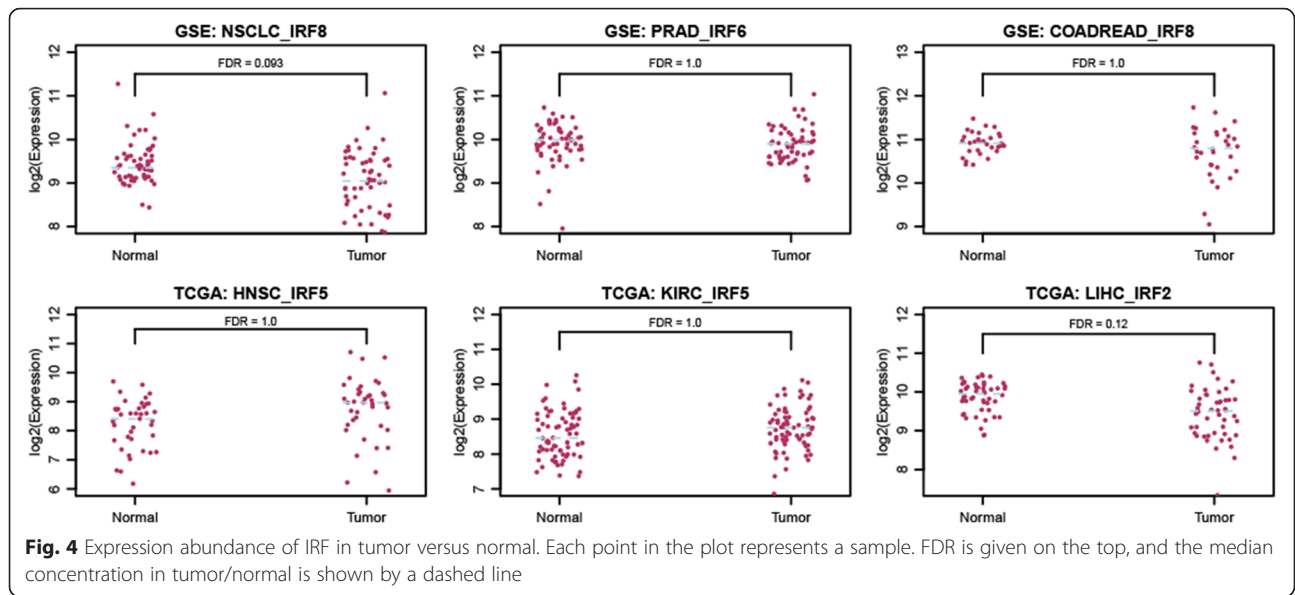 GSE: NSCLC_IRF8
12
11
10
9
8
log2(Expression)
FDR = 0.093
Normal
Tumor
GSE: PRAD_IRF6
12
11
10
9
8
log2(Expression)
FDR = 1.0
Normal
Tumor
GSE: COADREAD_IRF8
13
12
11
10
9
log2(Expression)
FDR = 1.0
Normal
Tumor
TCGA: HNSC_IRF5
12
11
10
9
8
7
6
log2(Expression)
FDR = 1.0
Normal
Tumor
TCGA: KIRC_IRF5
12
11
10
9
8
7
log2(Expression)
FDR = 1.0
Normal
Tumor
TCGA: LIHC_IRF2
12
11
10
9
8
log2(Expression)
FDR = 0.12
Normal
Tumor
Fig. 4 Expression abundance of IRF in tumor versus normal. Each point in the plot represents a sample. FDR is given on the top, and the median
concentration in tumor/normal is shown by a dashed line